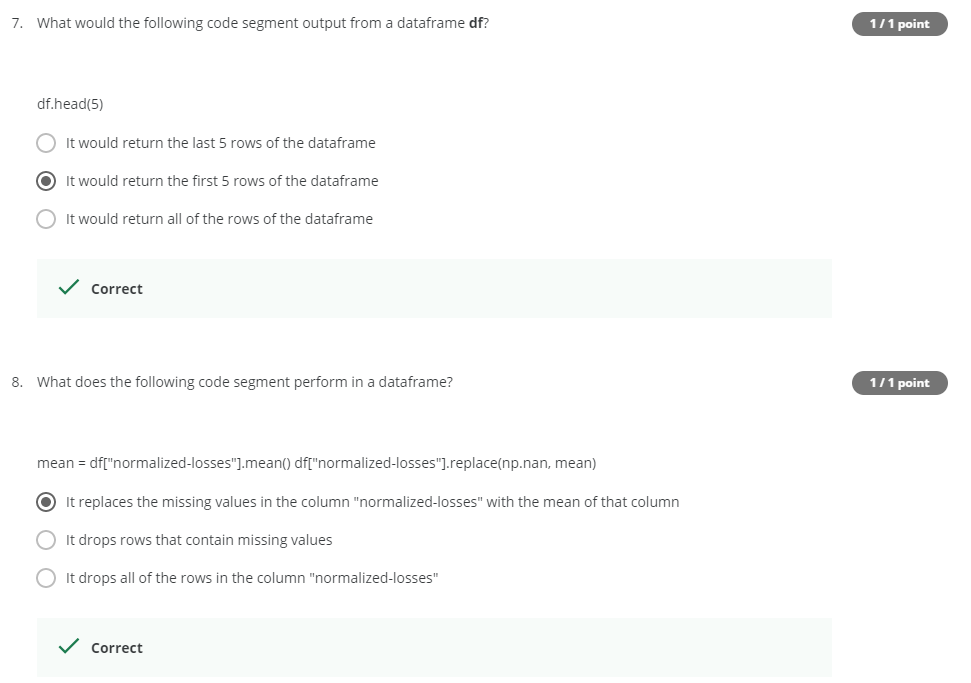 7. What would the following code segment output from a dataframe df?
1 / 1 point
df.head(5)
It would return the last 5 rows of the dataframe
It would return the first 5 rows of the dataframe
It would return all of the rows of the dataframe
Correct
8. What does the following code segment perform in a dataframe?
1 / 1 point
mean = df["normalized-losses"].mean() df["normalized-losses"].replace(np.nan, mean)
It replaces the missing values in the column "normalized-losses" with the mean of that column
It drops rows that contain missing values
It drops all of the rows in the column "normalized-losses"
Correct